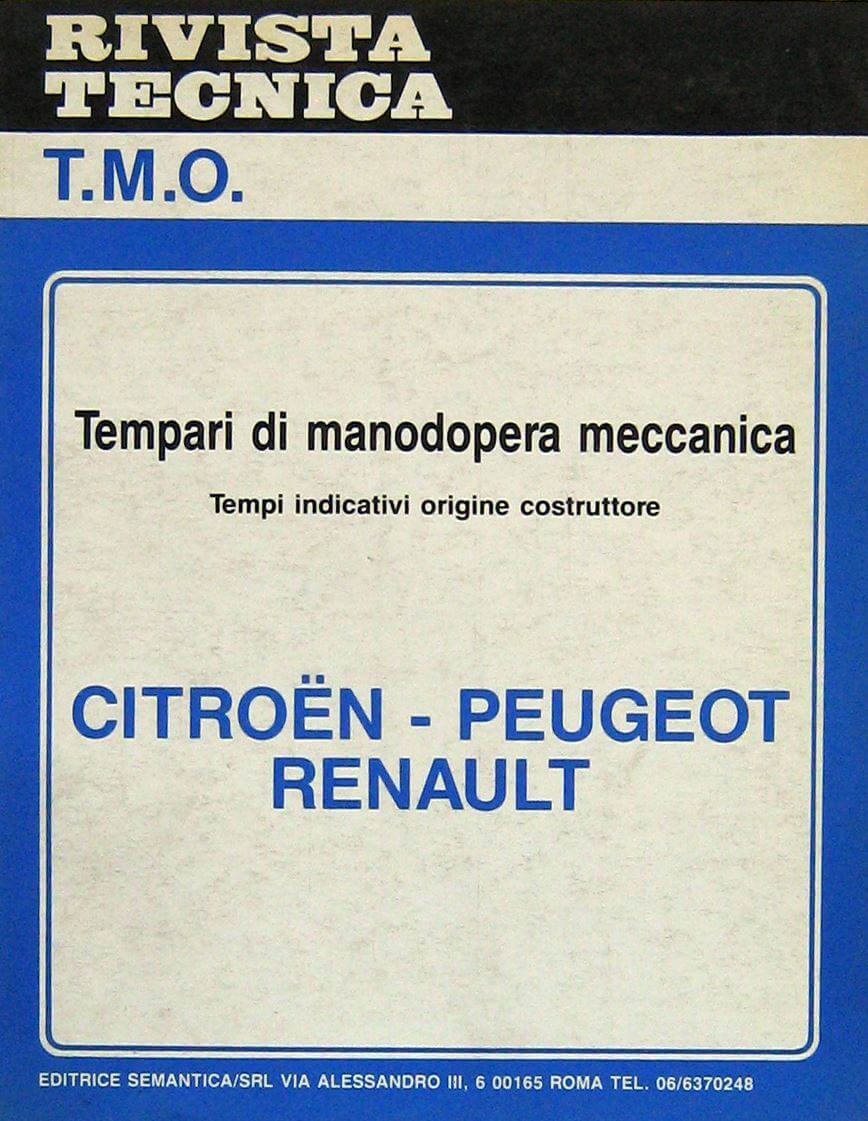 RIVISTA
TECNICA
T.M.O.
Tempari di manodopera meccanica
Tempi indicativi origine costruttore
CITROËN - PEUGEOT
RENAULT
EDITRICE SEMANTICA/SRL VIA ALESSANDRO III, 6 00165 ROMA TEL. 06/6370248